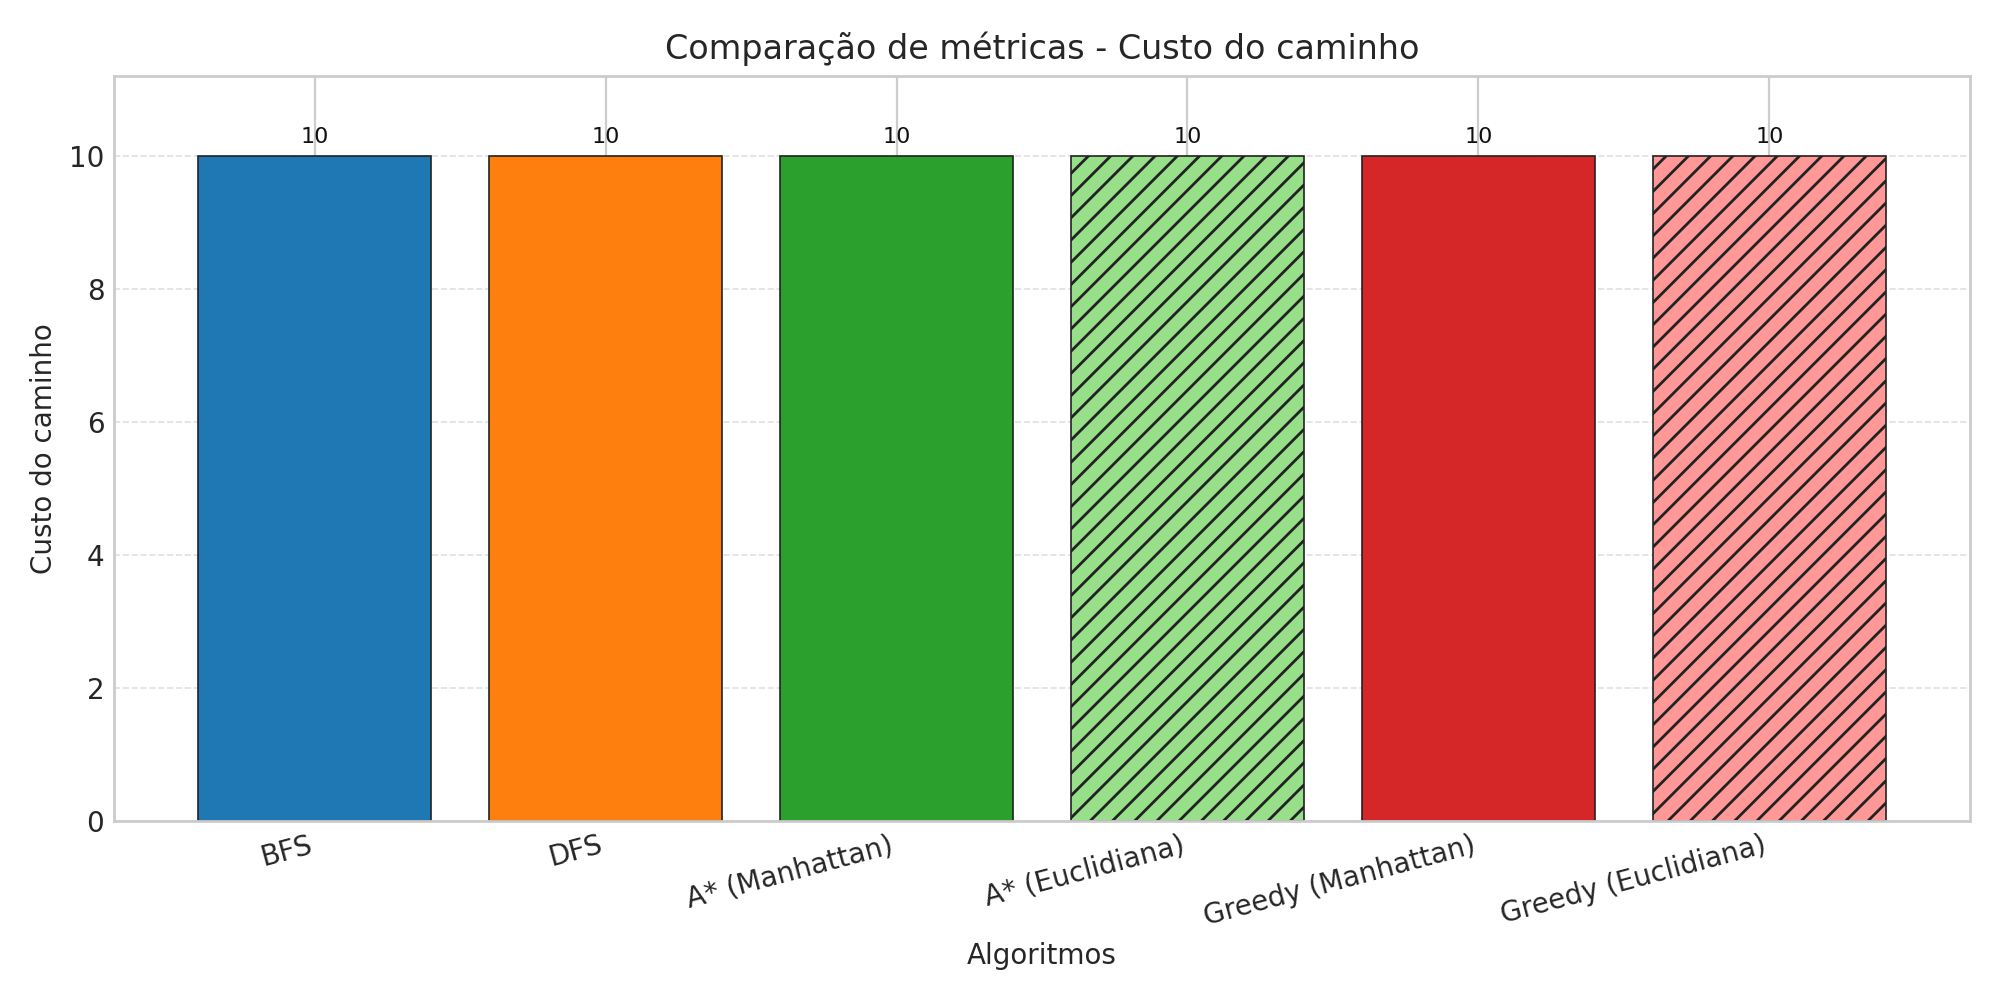 Comparação de métricas - Custo do caminho
10 10 10 10 10 10
10
8
6
4
2
0
Custo do caminho
BFS DFS A* (Manhattan) A* (Euclidiana) Greedy (Manhattan) Greedy (Euclidiana)
Algoritmos